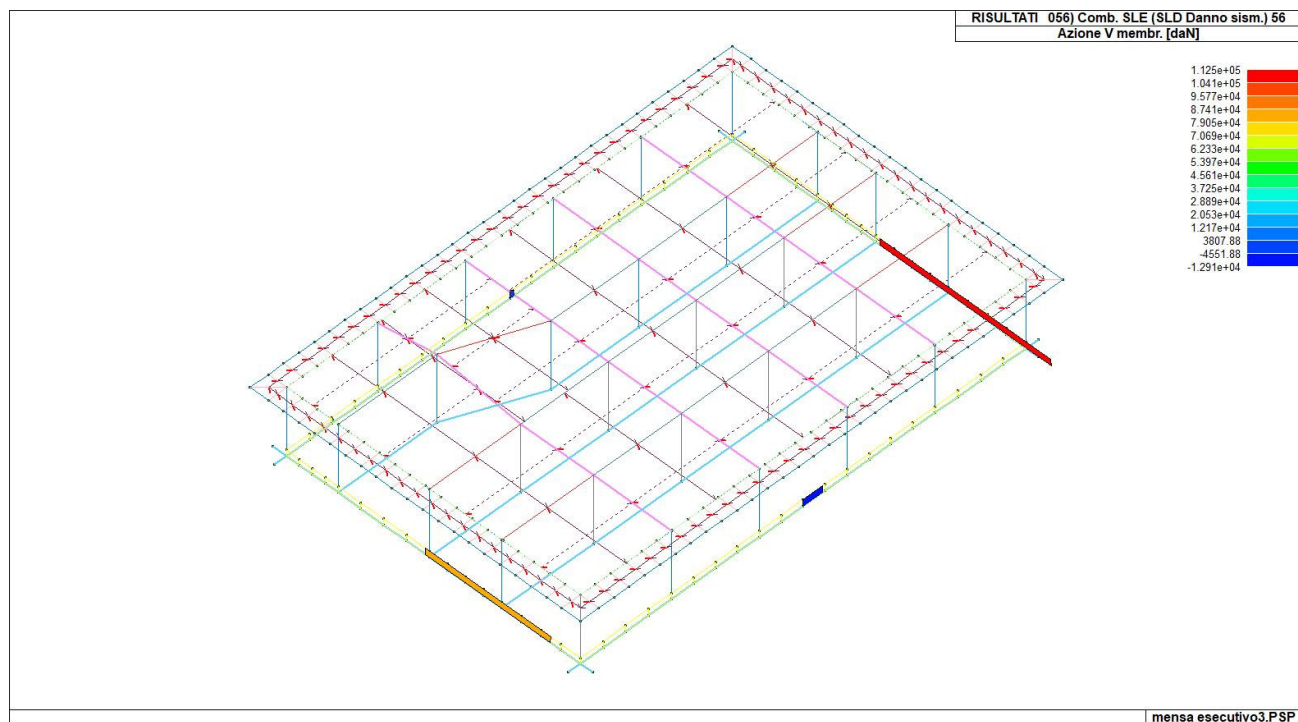 RISULTATI 056) Comb. SLE (SLD Danno sism.) 56
Azione V membr. [daN]
1.125e+05
1.041e+05
9.577e+04
8.741e+04
7.905e+04
7.069e+04
6.233e+04
5.397e+04
4.561e+04
3.725e+04
2.889e+04
2.053e+04
1.217e+04
3807.88
-4551.88
-1.291e+04
mensa esecutivo3.PSP